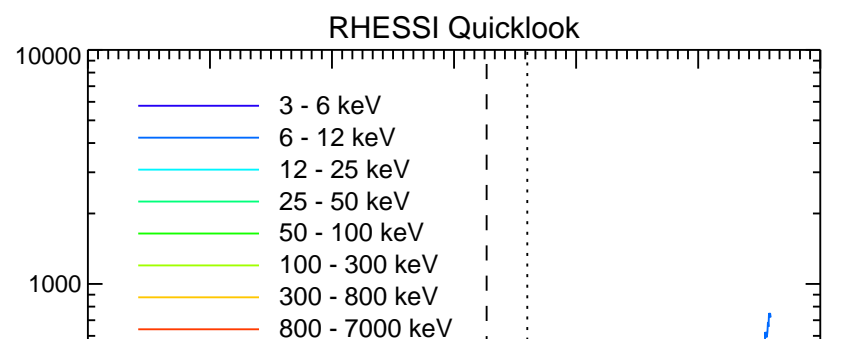 RHESSI Quicklook
10000
3 - 6 keV
6 - 12 keV
12 - 25 keV
25 - 50 keV
50 - 100 keV
100 - 300 keV
1000
300 - 800 keV
800 - 7000 keV